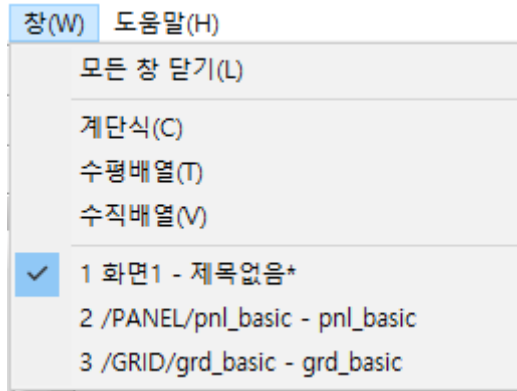 창(W) 도움말(H)
모든 창 닫기(L)
계단식(C)
수평배열(T)
수직배열(V)
1 화면1 - 제목없음*
2 /PANEL/pnl_basic - pnl_basic
3 /GRID/grd_basic - grd_basic